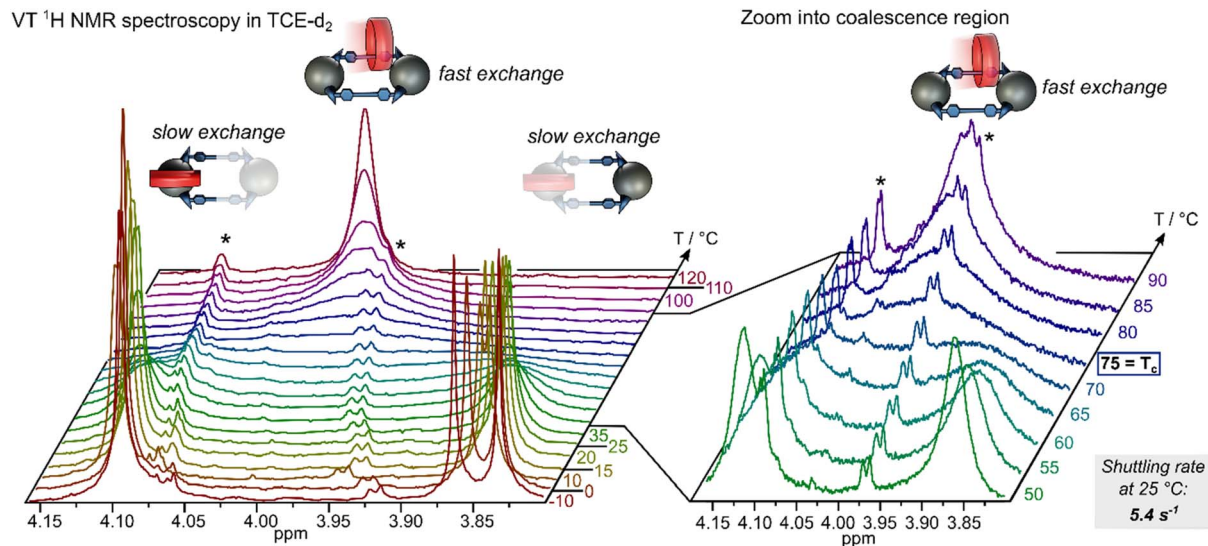 VT ¹H NMR spectroscopy in TCE-d₂
fast exchange
slow exchange
slow exchange
*
*
T / °C
120
110
100
35
25
20
15
10
0
-10
4.15
4.10
4.05
4.00
3.95
3.90
3.85
ppm
Zoom into coalescence region
fast exchange
*
*
T / °C
90
85
80
75 = Tc
70
65
60
55
50
4.15
4.10
4.05
4.00
3.95
3.90
3.85
ppm
Shuttling rate
at 25 °C:
5.4 s⁻¹